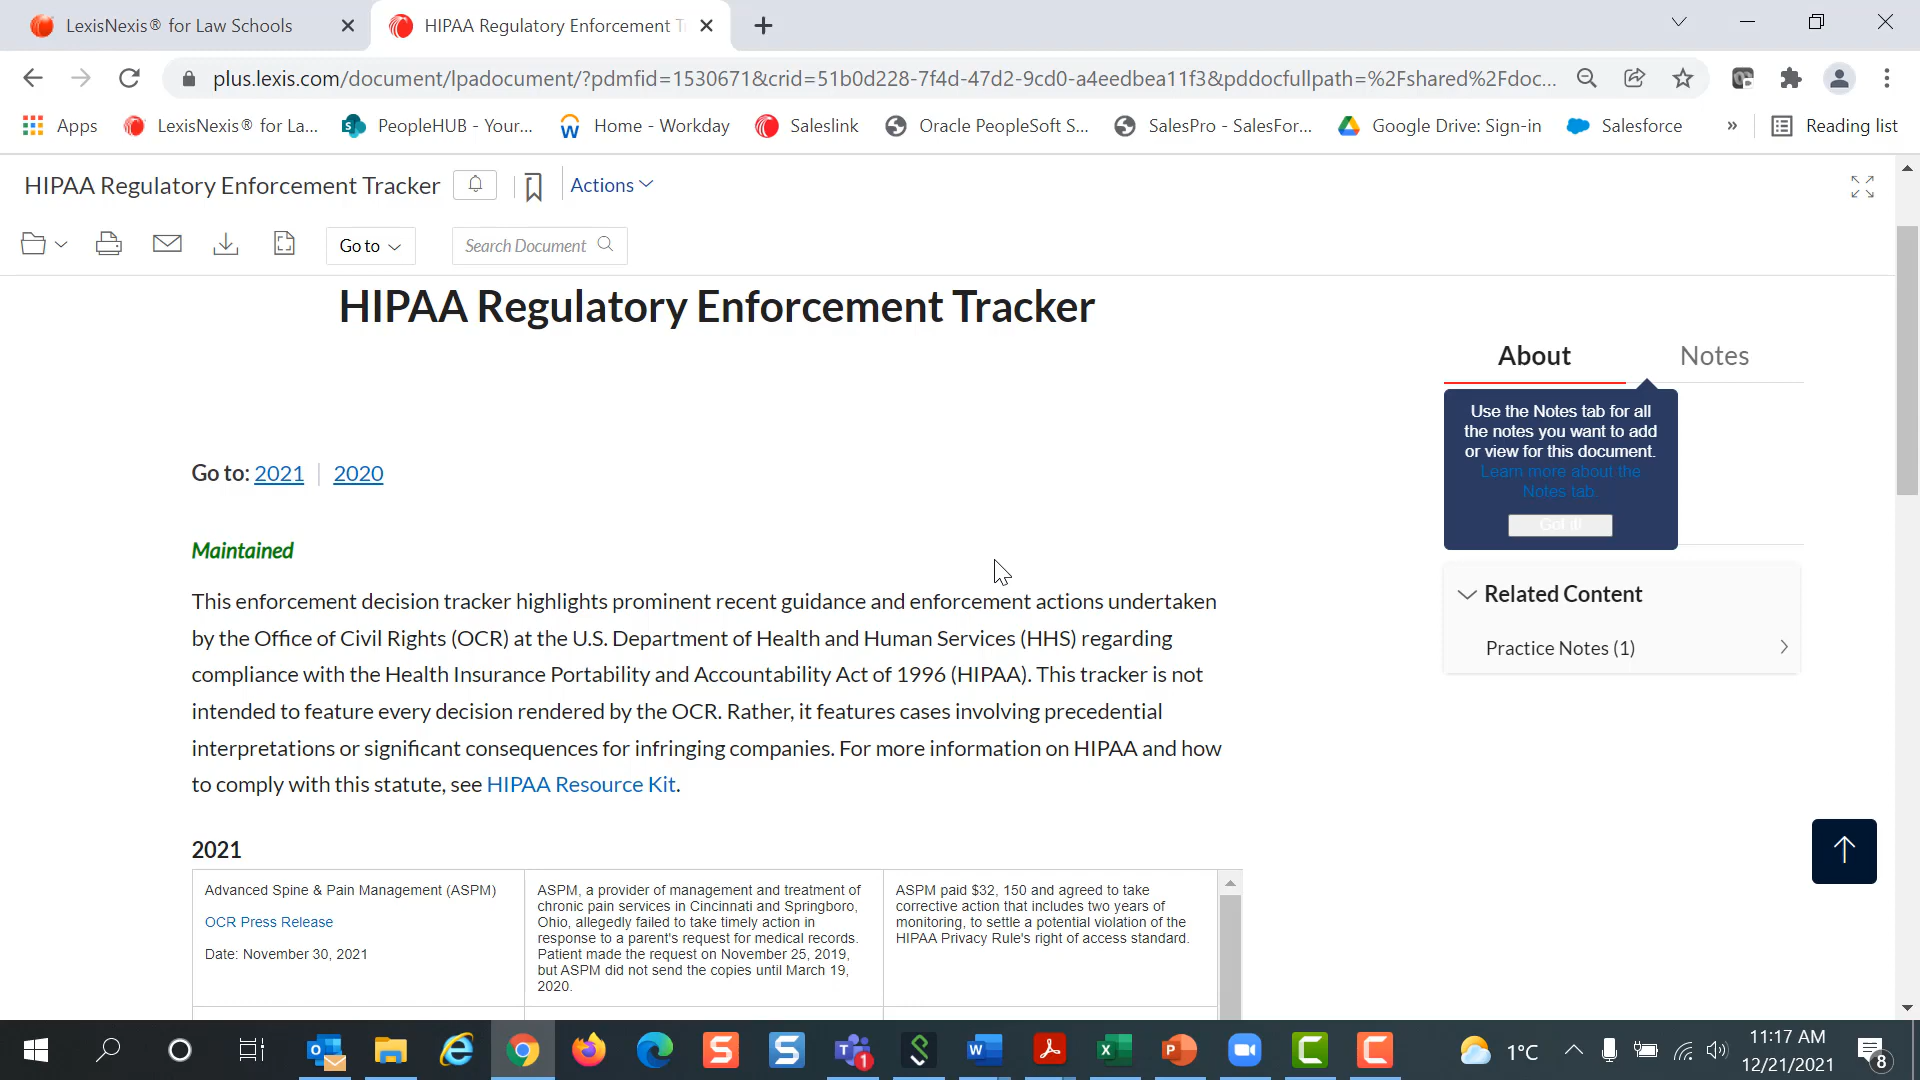 LexisNexis® for Law Schools
HIPAA Regulatory Enforcement T
plus.lexis.com/document/lpadocument/?pdmfid=1530671&crid=51b0d228-7f4d-47d2-9cd0-a4eedbea11f3&pddocfullpath=%2Fshared%2Fdoc...
Apps
LexisNexis® for La...
PeopleHUB - Your...
Home - Workday
Saleslink
Oracle PeopleSoft S...
SalesPro - SalesFor...
Google Drive: Sign-in
Salesforce
»
Reading list
HIPAA Regulatory Enforcement Tracker
Actions
Go to
Search Document
HIPAA Regulatory Enforcement Tracker
About
Notes
Use the Notes tab for all
the notes you want to add
or view for this document.
Learn more about the
Notes tab.
Got it!
Go to: 2021 | 2020
Maintained
This enforcement decision tracker highlights prominent recent guidance and enforcement actions undertaken
by the Office of Civil Rights (OCR) at the U.S. Department of Health and Human Services (HHS) regarding
compliance with the Health Insurance Portability and Accountability Act of 1996 (HIPAA). This tracker is not
intended to feature every decision rendered by the OCR. Rather, it features cases involving precedential
interpretations or significant consequences for infringing companies. For more information on HIPAA and how
to comply with this statute, see HIPAA Resource Kit.
Related Content
Practice Notes (1)
2021
Advanced Spine & Pain Management (ASPM)
OCR Press Release
Date: November 30, 2021
ASPM, a provider of management and treatment of
chronic pain services in Cincinnati and Springboro,
Ohio, allegedly failed to take timely action in
response to a parent's request for medical records.
Patient made the request on November 25, 2019,
but ASPM did not send the copies until March 19,
2020.
ASPM paid $32, 150 and agreed to take
corrective action that includes two years of
monitoring, to settle a potential violation of the
HIPAA Privacy Rule's right of access standard.
1°C
11:17 AM
12/21/2021
8